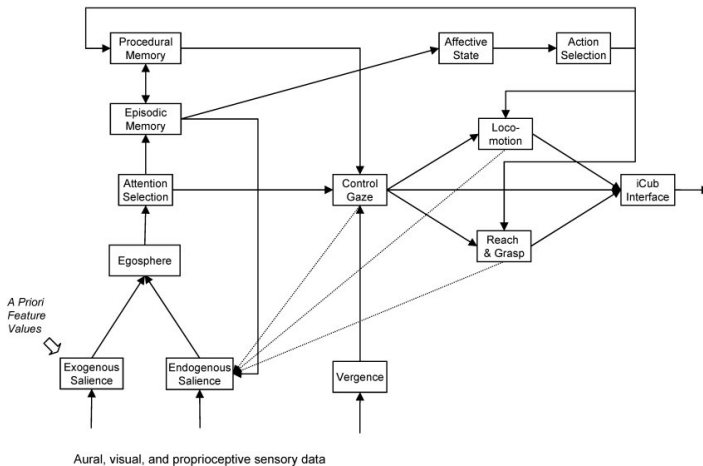 Procedural
Memory
Affective
State
Action
Selection
Episodic
Memory
Loco-
motion
Attention
Selection
Control
Gaze
iCub
Interface
Reach
& Grasp
Egosphere
A Priori
Feature
Values
Exogenous
Salience
Endogenous
Salience
Vergence
Aural, visual, and proprioceptive sensory data